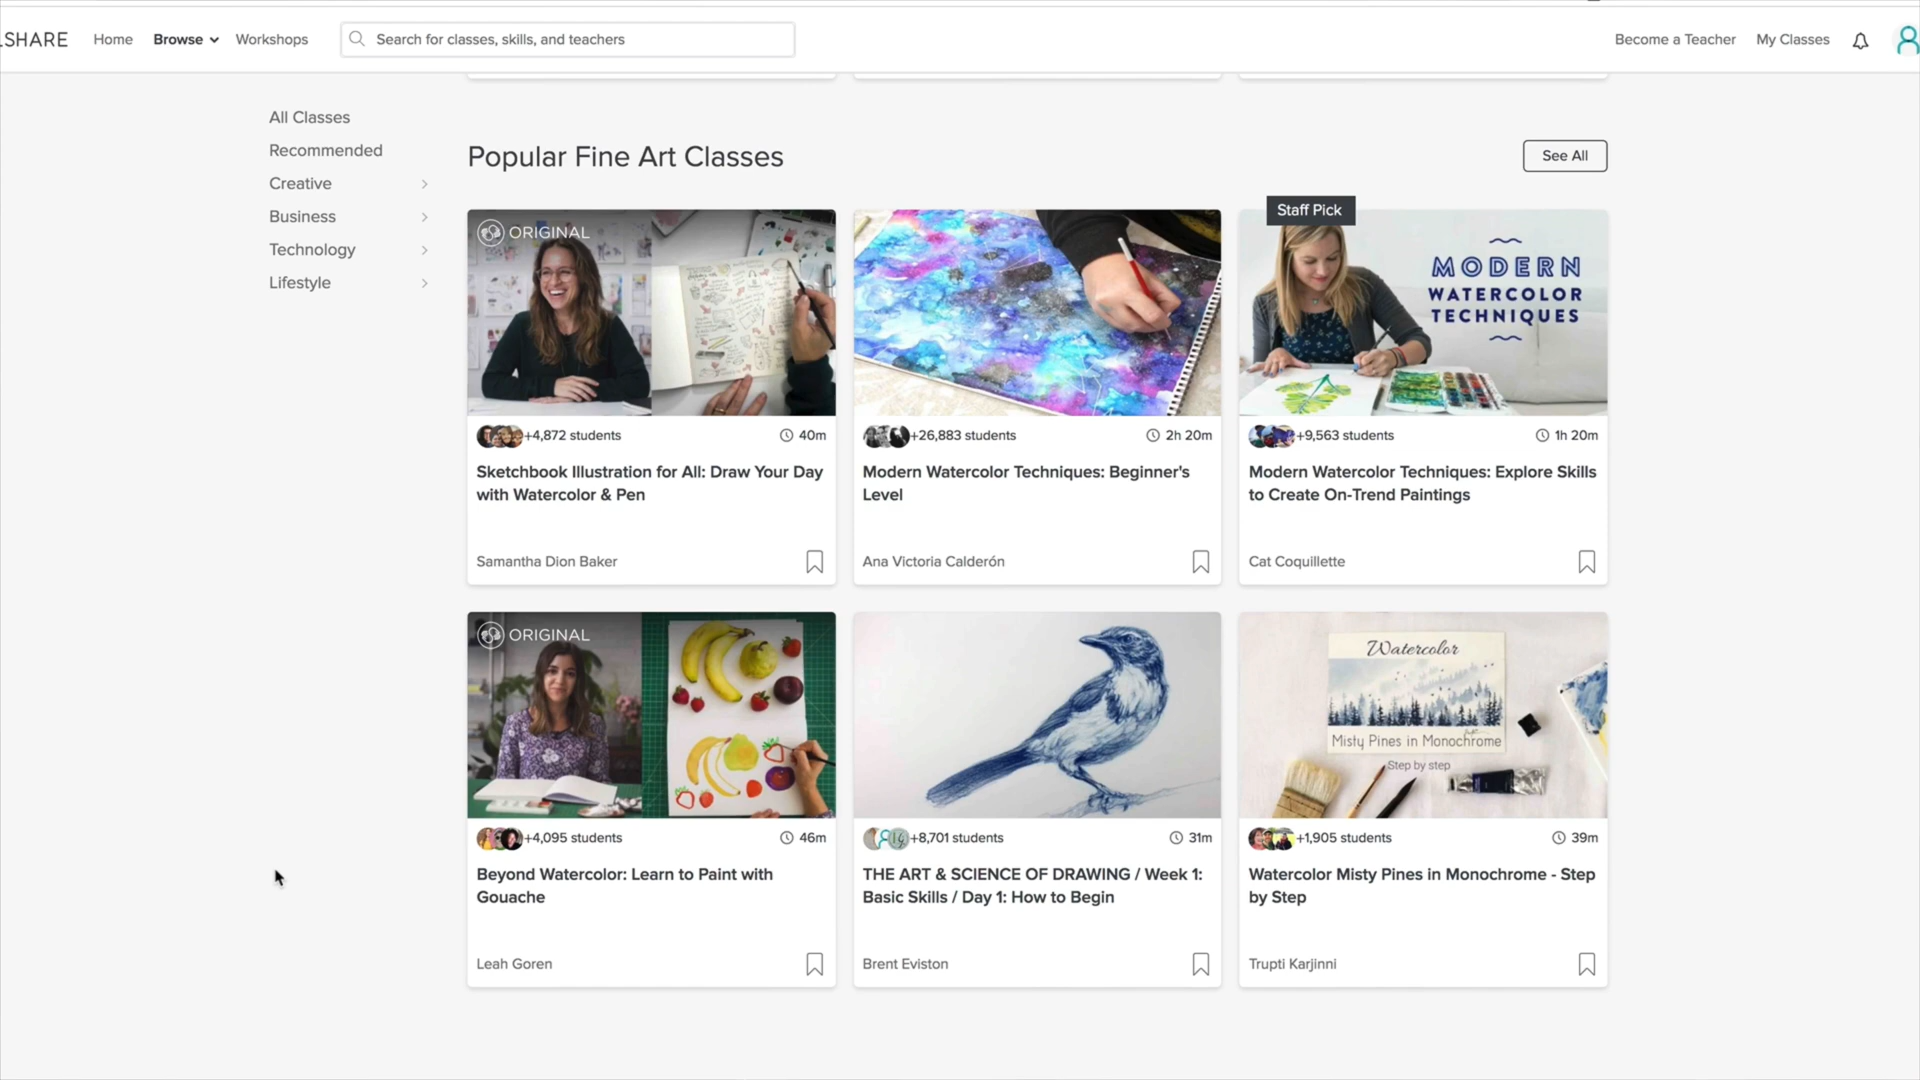 SHARE
Home
Browse
Workshops
Search for classes, skills, and teachers
Become a Teacher
My Classes
All Classes
Recommended
Creative
Business
Technology
Lifestyle
Popular Fine Art Classes
See All
ORIGINAL
+4,872 students
40m
Sketchbook Illustration for All: Draw Your Day
with Watercolor & Pen
Samantha Dion Baker
+26,883 students
2h 20m
Modern Watercolor Techniques: Beginner's
Level
Ana Victoria Calderón
Staff Pick
MODERN
WATERCOLOR
TECHNIQUES
+9,563 students
1h 20m
Modern Watercolor Techniques: Explore Skills
to Create On-Trend Paintings
Cat Coquillette
ORIGINAL
+4,095 students
46m
Beyond Watercolor: Learn to Paint with
Gouache
Leah Goren
+8,701 students
31m
THE ART & SCIENCE OF DRAWING / Week 1:
Basic Skills / Day 1: How to Begin
Brent Eviston
Watercolor
Misty Pines in Monochrome
Step by step
+1,905 students
39m
Watercolor Misty Pines in Monochrome - Step
by Step
Trupti Karjinni